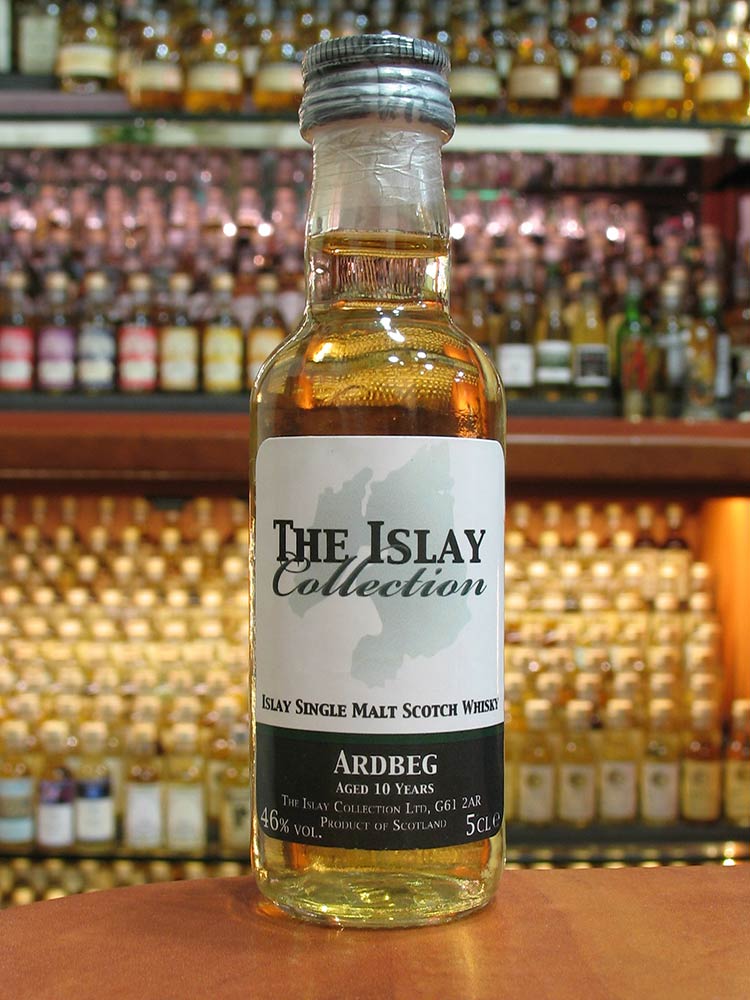 THE ISLAY
Collection
ISLAY SINGLE MALT SCOTCH WHISKY
ARDBEG
AGED 10 YEARS
THE ISLAY COLLECTION LTD, G61 2AR
46% VOL. PRODUCT OF SCOTLAND 5CL e